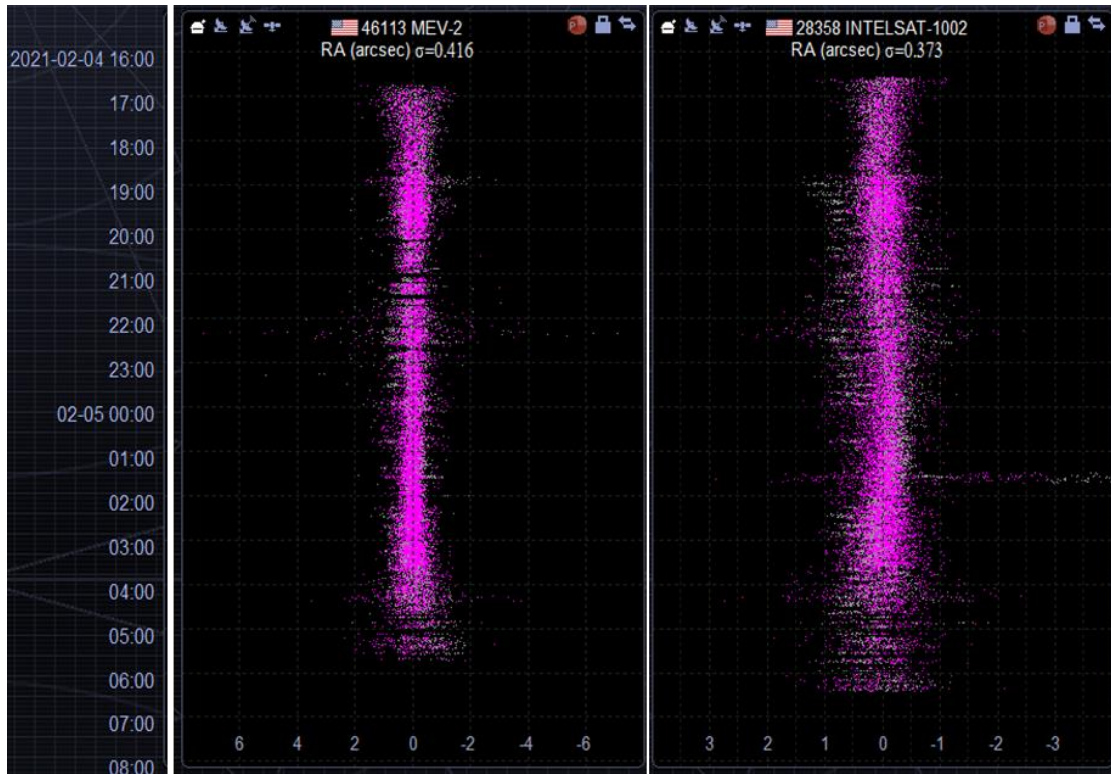 46113 MEV-2
RA (arcsec) σ=0.416
28358 INTELSAT-1002
RA (arcsec) σ=0.373
2021-02-04 16:00
17:00
18:00
19:00
20:00
21:00
22:00
23:00
02-05 00:00
01:00
02:00
03:00
04:00
05:00
06:00
07:00
08:00
6 4 2 0 -2 -4 -6
3 2 1 0 -1 -2 -3